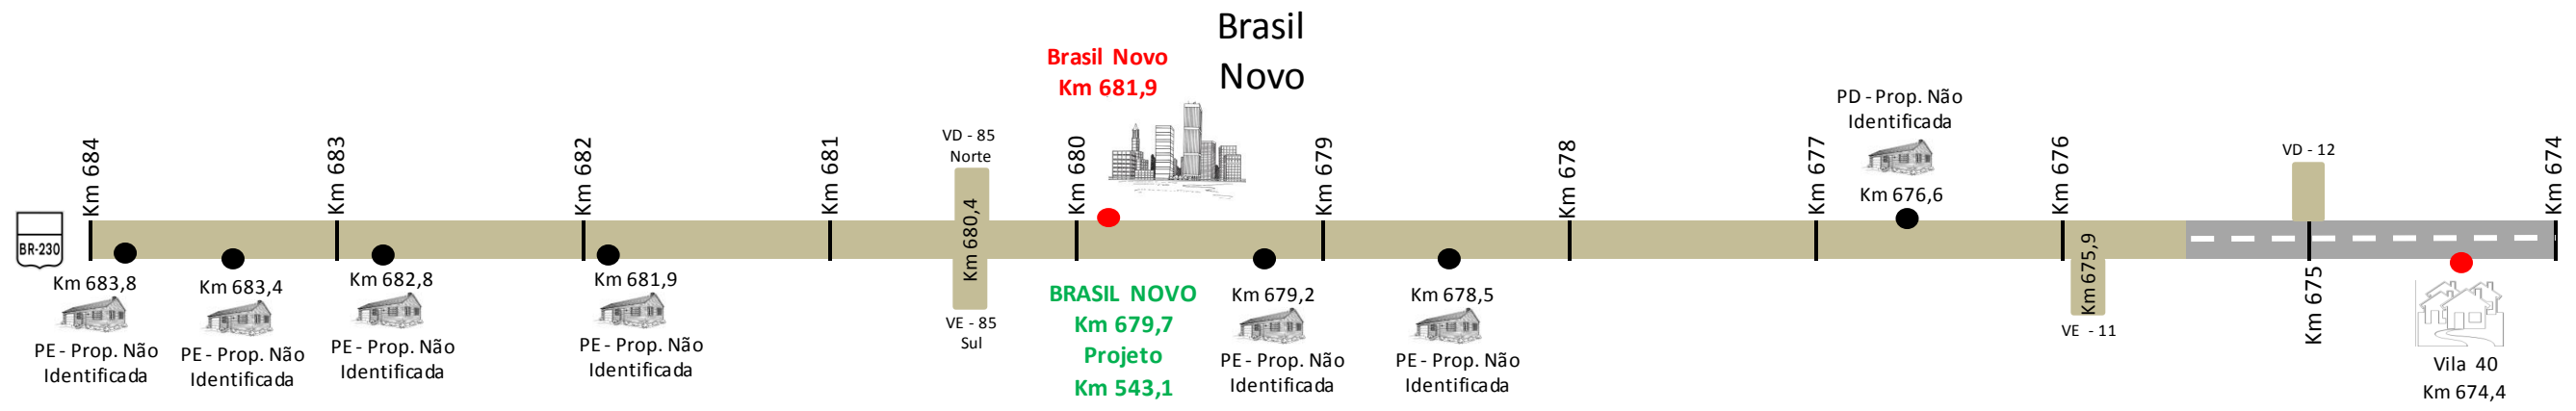 Brasil
Novo
Brasil Novo
Km 681,9
PD - Prop. Não
Identificada
Km 676,6
VD - 85
Norte
VD - 12
Km 684
Km 683
Km 682
Km 681
Km 680,4
Km 680
Km 679
Km 678
Km 677
Km 676
Km 675,9
Km 675
Km 674
BR-230
Km 683,8
PE - Prop. Não
Identificada
Km 683,4
PE - Prop. Não
Identificada
Km 682,8
PE - Prop. Não
Identificada
Km 681,9
PE - Prop. Não
Identificada
VE - 85
Sul
BRASIL NOVO
Km 679,7
Projeto
Km 543,1
Km 679,2
PE - Prop. Não
Identificada
Km 678,5
PE - Prop. Não
Identificada
VE - 11
Vila 40
Km 674,4